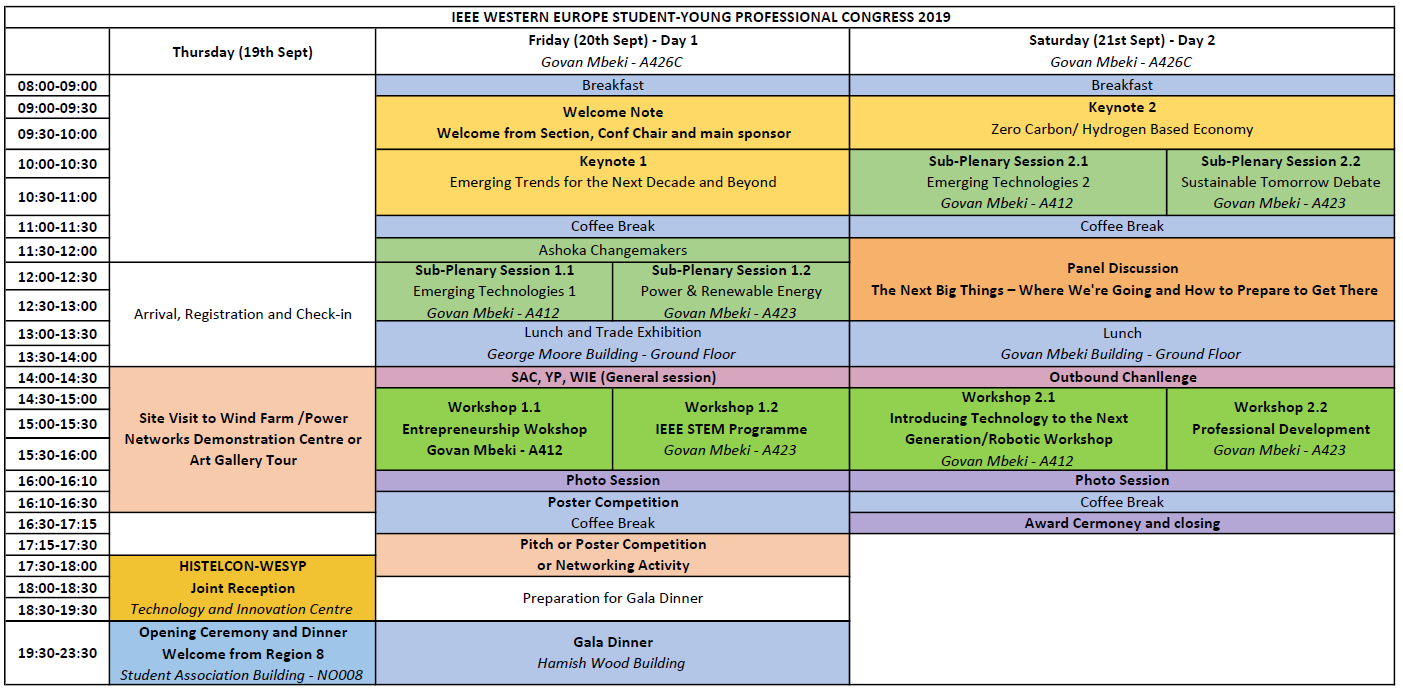 IEEE WESTERN EUROPE STUDENT-YOUNG PROFESSIONAL CONGRESS 2019
Thursday (19th Sept)
Friday (20th Sept) - Day 1
Govan Mbeki - A426C
Saturday (21st Sept) - Day 2
Govan Mbeki - A426C
08:00-09:00
Breakfast
Breakfast
09:00-09:30
09:30-10:00
Welcome Note
Welcome from Section, Conf Chair and main sponsor
Keynote 2
Zero Carbon/ Hydrogen Based Economy
10:00-10:30
10:30-11:00
Keynote 1
Emerging Trends for the Next Decade and Beyond
Sub-Plenary Session 2.1
Emerging Technologies 2
Govan Mbeki - A412
Sub-Plenary Session 2.2
Sustainable Tomorrow Debate
Govan Mbeki - A423
11:00-11:30
Coffee Break
Coffee Break
11:30-12:00
Ashoka Changemakers
Panel Discussion
The Next Big Things – Where We're Going and How to Prepare to Get There
12:00-12:30
12:30-13:00
Arrival, Registration and Check-in
Sub-Plenary Session 1.1
Emerging Technologies 1
Govan Mbeki - A412
Sub-Plenary Session 1.2
Power & Renewable Energy
Govan Mbeki - A423
13:00-13:30
13:30-14:00
Lunch and Trade Exhibition
George Moore Building - Ground Floor
Lunch
Govan Mbeki Building - Ground Floor
14:00-14:30
SAC, YP, WIE (General session)
Outbound Chanllenge
14:30-15:00
15:00-15:30
15:30-16:00
Site Visit to Wind Farm /Power
Networks Demonstration Centre or
Art Gallery Tour
Workshop 1.1
Entrepreneurship Wokshop
Govan Mbeki - A412
Workshop 1.2
IEEE STEM Programme
Govan Mbeki - A423
Workshop 2.1
Introducing Technology to the Next
Generation/Robotic Workshop
Govan Mbeki - A412
Workshop 2.2
Professional Development
Govan Mbeki - A423
16:00-16:10
Photo Session
Photo Session
16:10-16:30
Poster Competition
Coffee Break
Coffee Break
16:30-17:15
Award Cermoney and closing
17:15-17:30
Pitch or Poster Competition
or Networking Activity
17:30-18:00
18:00-18:30
18:30-19:30
HISTELCON-WESYP
Joint Reception
Technology and Innovation Centre
Preparation for Gala Dinner
19:30-23:30
Opening Ceremony and Dinner
Welcome from Region 8
Student Association Building - NO008
Gala Dinner
Hamish Wood Building